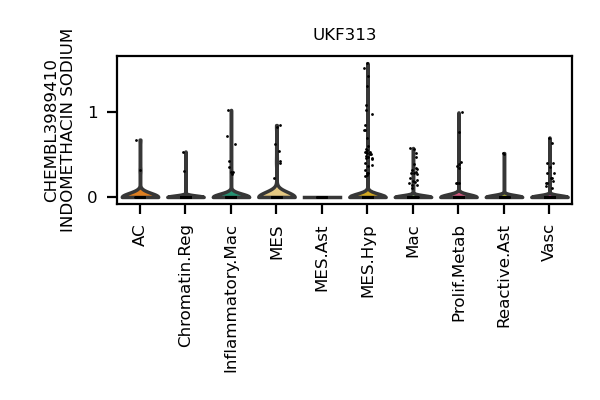 UKF313
CHEMBL3989410
INDOMETHACIN SODIUM
1
0
AC
Chromatin.Reg
Inflammatory.Mac
MES
MES.Ast
MES.Hyp
Mac
Prolif.Metab
Reactive.Ast
Vasc